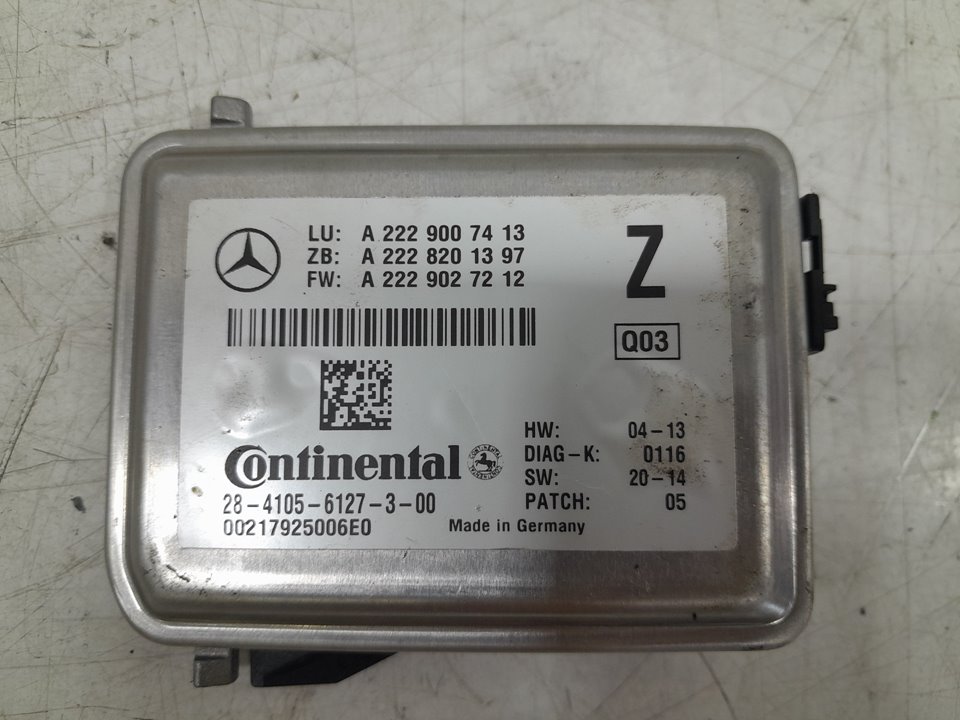 LU: A 222 900 74 13
ZB: A 222 820 13 97
FW: A 222 902 72 12
Z
Q03
Continental
HW: 04-13
DIAG-K: 0116
SW: 20-14
PATCH: 05
28-4105-6127-3-00
00217925006E0
Made in Germany